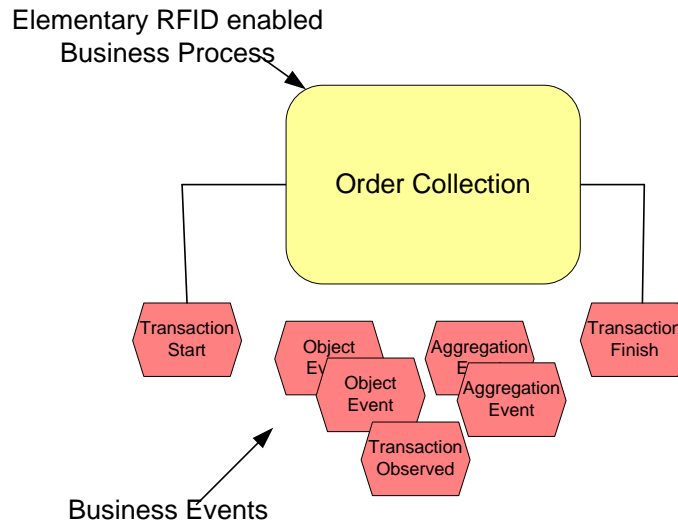 Elementary RFID enabled
Business Process
Order Collection
Transaction
Start
Object
Object
Event
Aggregation
Aggregation
Event
Transaction
Observed
Transaction
Finish
Business Events